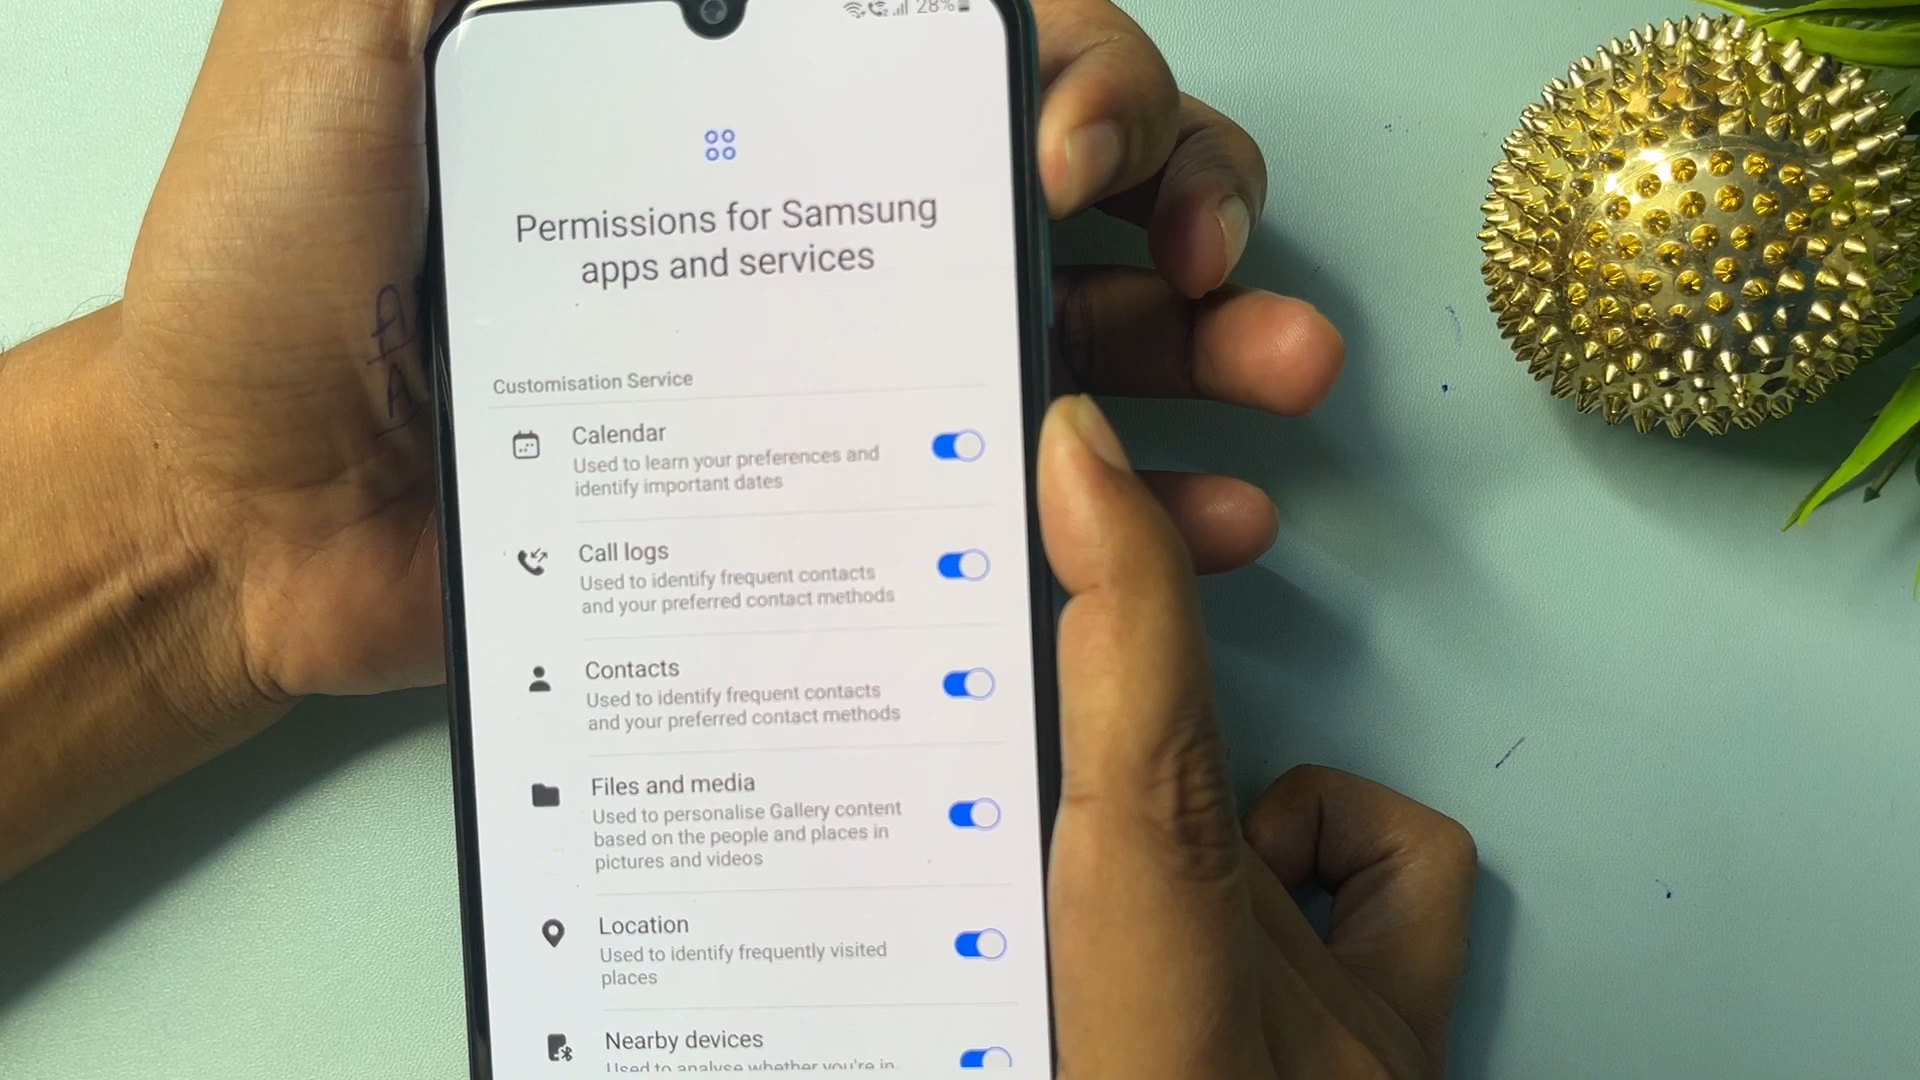 28%
Permissions for Samsung
apps and services
Customisation Service
Calendar
Used to learn your preferences and
identify important dates
Call logs
Used to identify frequent contacts
and your preferred contact methods
Contacts
Used to identify frequent contacts
and your preferred contact methods
Files and media
Used to personalise Gallery content
based on the people and places in
pictures and videos
Location
Used to identify frequently visited
places
Nearby devices
Used to analyse whether you're in